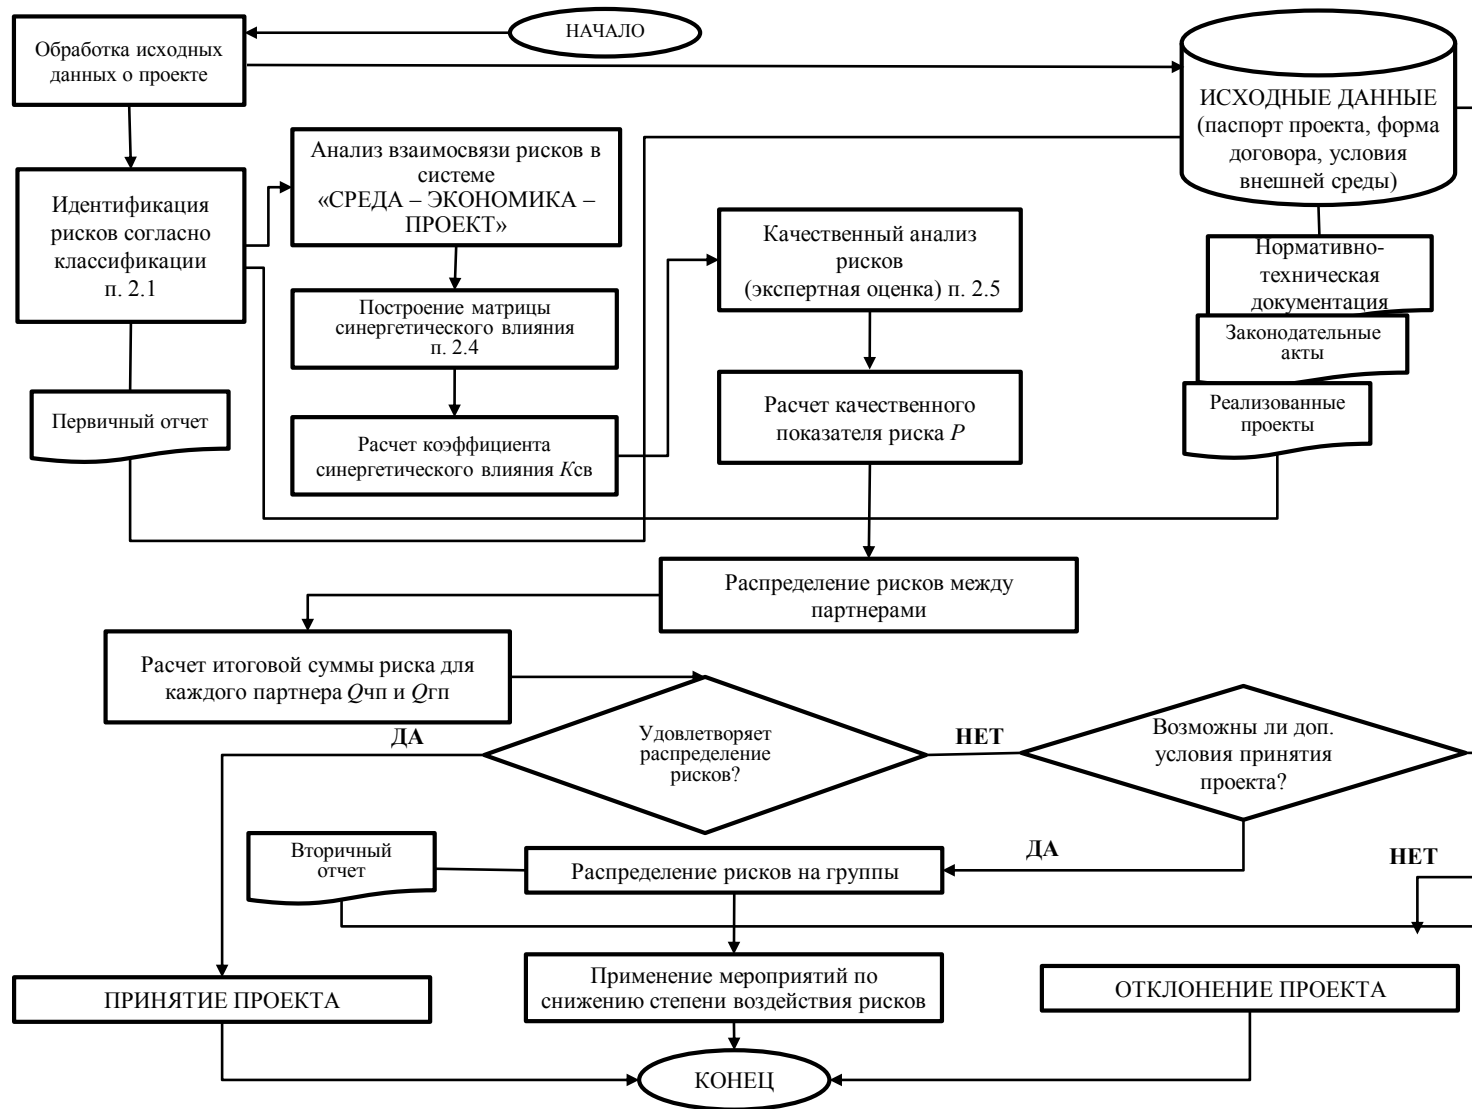 НАЧАЛО
Обработка исходных
данных о проекте
ИСХОДНЫЕ ДАННЫЕ
(паспорт проекта, форма
договора, условия
внешней среды)
Анализ взаимосвязи рисков в
системе
«СРЕДА – ЭКОНОМИКА –
ПРОЕКТ»
Идентификация
рисков согласно
классификации
п. 2.1
Качественный анализ
рисков
(экспертная оценка) п. 2.5
Нормативно-
техническая
документация
Построение матрицы
синергетического влияния
п. 2.4
Законодательные
акты
Первичный отчет
Расчет качественного
показателя риска P
Реализованные
проекты
Расчет коэффициента
синергетического влияния Kсв
Распределение рисков между
партнерами
Расчет итоговой суммы риска для
каждого партнера Qчп и Qгп
ДА
Удовлетворяет
распределение
рисков?
НЕТ
Возможны ли доп.
условия принятия
проекта?
Вторичный
отчет
Распределение рисков на группы
ДА
НЕТ
ПРИНЯТИЕ ПРОЕКТА
Применение мероприятий по
снижению степени воздействия рисков
ОТКЛОНЕНИЕ ПРОЕКТА
КОНЕЦ